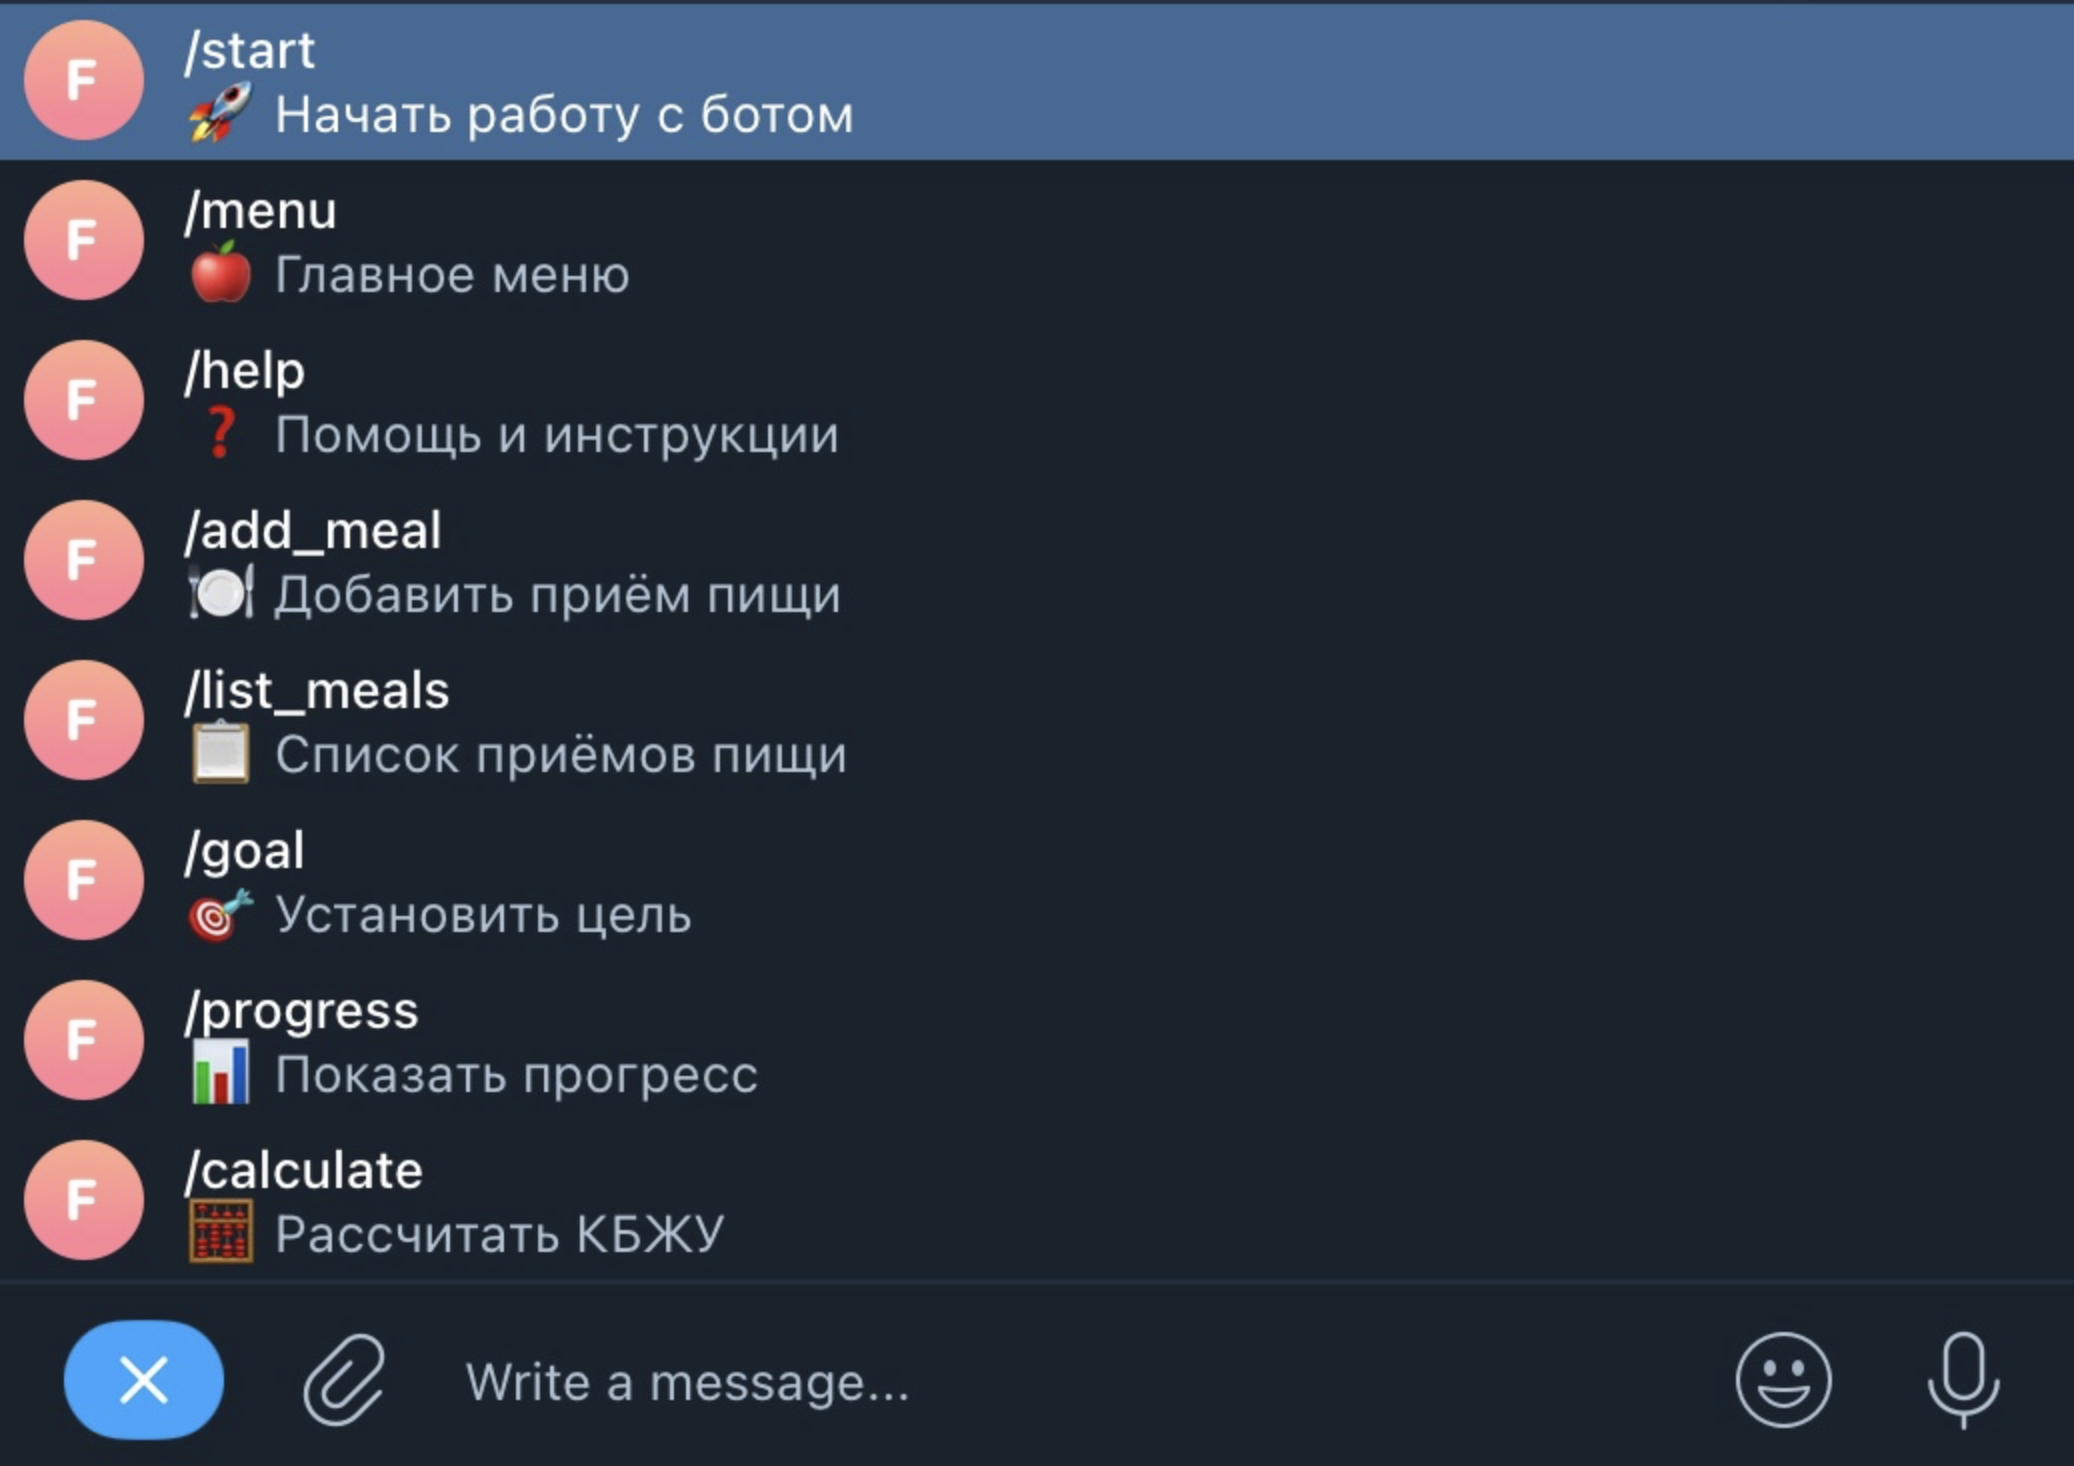 F
/start
🚀 Начать работу с ботом
F
/menu
🍎 Главное меню
F
/help
❓ Помощь и инструкции
F
/add_meal
🍽️ Добавить приём пищи
F
/list_meals
📋 Список приёмов пищи
F
/goal
🎯 Установить цель
F
/progress
📊 Показать прогресс
F
/calculate
🧮 Рассчитать КБЖУ
Write a message...